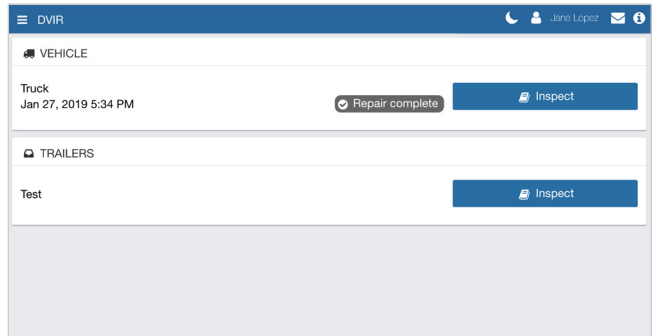 DVIR
Jane Lopez
VEHICLE
Truck
Jan 27, 2019 5:34 PM
Repair complete
Inspect
TRAILERS
Test
Inspect